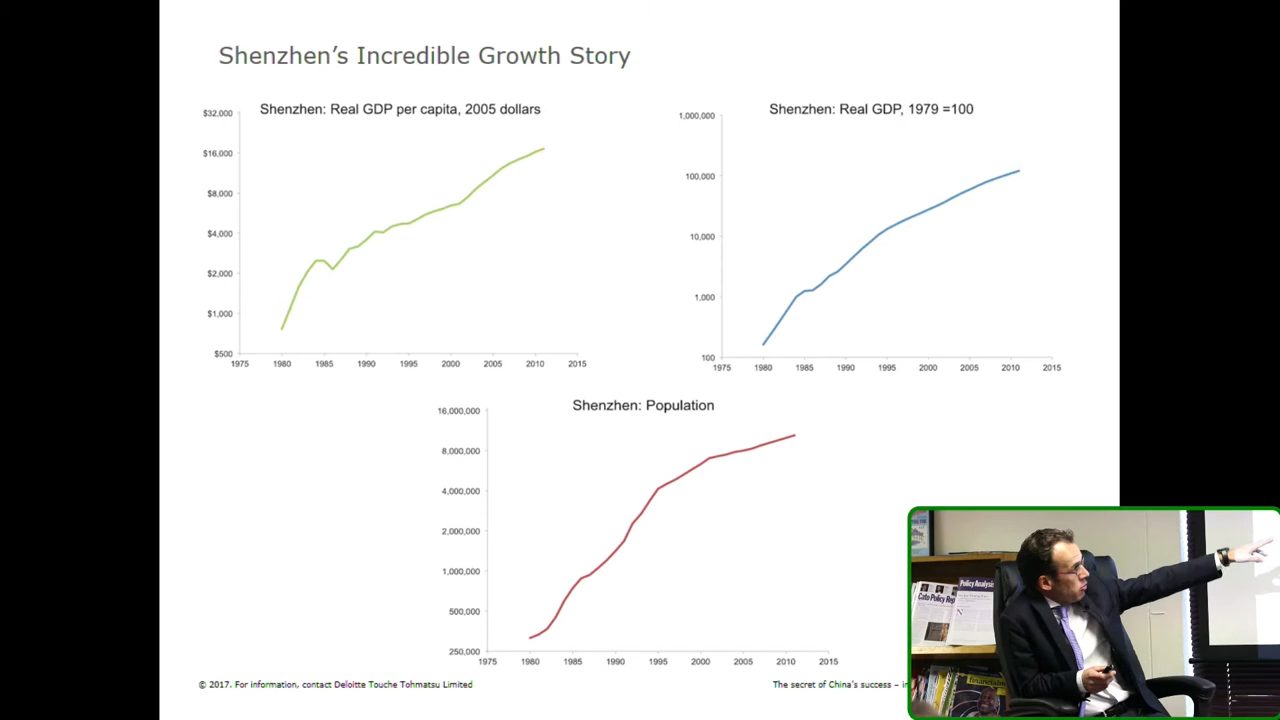 Shenzhen's Incredible Growth Story
Shenzhen: Real GDP per capita, 2005 dollars
$32,000
$16,000
$8,000
$4,000
$2,000
$1,000
$500
1975 1980 1985 1990 1995 2000 2005 2010 2015
Shenzhen: Real GDP, 1979 =100
1,000,000
100,000
10,000
1,000
100
1975 1980 1985 1990 1995 2000 2005 2010 2015
Shenzhen: Population
16,000,000
8,000,000
4,000,000
2,000,000
1,000,000
500,000
250,000
1975 1980 1985 1990 1995 2000 2005 2010 2015
© 2017. For information, contact Deloitte Touche Tohmatsu Limited
The secret of China's success – in
Cato Policy Rep
Policy Analysis